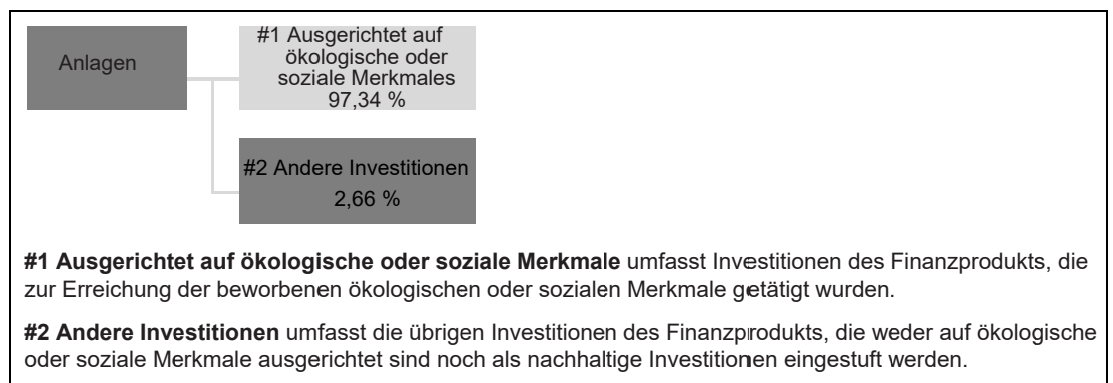 Anlagen
#1 Ausgerichtet auf
ökologische oder
soziale Merkmales
97,34 %
#2 Andere Investitionen
2,66 %
#1 Ausgerichtet auf ökologische oder soziale Merkmale umfasst Investitionen des Finanzprodukts, die
zur Erreichung der beworbenen ökologischen oder sozialen Merkmale getätigt wurden.
#2 Andere Investitionen umfasst die übrigen Investitionen des Finanzprodukts, die weder auf ökologische
oder soziale Merkmale ausgerichtet sind noch als nachhaltige Investitionen eingestuft werden.